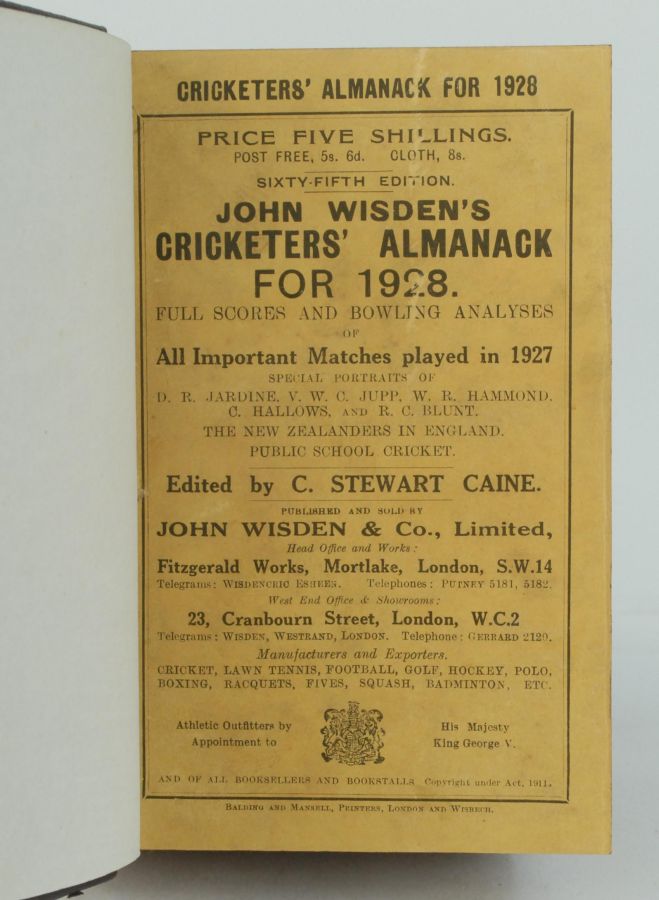 CRICKETERS' ALMANACK FOR 1928
PRICE FIVE SHILLINGS.
POST FREE, 5s. 6d. CLOTH, 8s.
SIXTY-FIFTH EDITION.
JOHN WISDEN'S
CRICKETERS' ALMANACK
FOR 1928.
FULL SCORES AND BOWLING ANALYSES
OF
All Important Matches played in 1927
SPECIAL PORTRAITS OF
D. R. JARDINE, V. W. C. JUPP, W. R. HAMMOND.
C. HALLOWS, AND R. C. BLUNT.
THE NEW ZEALANDERS IN ENGLAND.
PUBLIC SCHOOL CRICKET.
Edited by C. STEWART CAINE.
PUBLISHED AND SOLD BY
JOHN WISDEN & Co., Limited,
Head Office and Works:
Fitzgerald Works, Mortlake, London, S.W.14
Telegrams: WISDENCRIC ESHEEN. Telephones: PUTNEY 5181, 5182.
West End Office & Showrooms:
23, Cranbourn Street, London, W.C.2
Telegrams: WISDEN, WESTRAND, LONDON. Telephone: GERRARD 2120.
Manufacturers and Exporters.
CRICKET, LAWN TENNIS, FOOTBALL, GOLF, HOCKEY, POLO,
BOXING, RACQUETS, FIVES, SQUASH, BADMINTON, ETC.
Athletic Outfitters by His Majesty
Appointment to King George V.
AND OF ALL BOOKSELLERS AND BOOKSTALLS Copyright under Act, 1911.
BALDING AND MANSELL, PRINTERS, LONDON AND WISBECH.